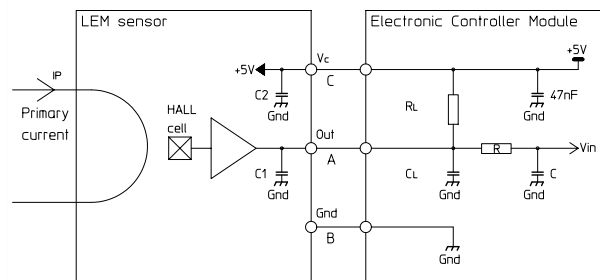 LEM sensor
Electronic Controller Module
+5V
Vc
+5V
C
IP
C2
Gnd
RL
47nF
Gnd
Primary
current
HALL
cell
Out
A
R
Vin
C1
Gnd
CL
Gnd
C
Gnd
Gnd
B
Gnd